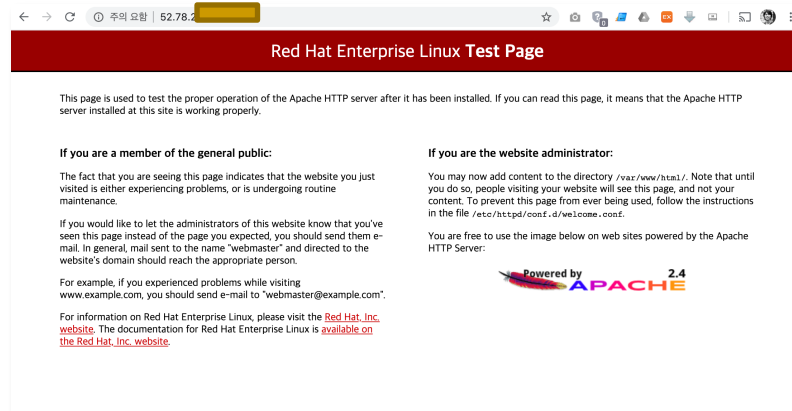 주의 요함 52.78.2
Red Hat Enterprise Linux Test Page
This page is used to test the proper operation of the Apache HTTP server after it has been installed. If you can read this page, it means that the Apache HTTP
server installed at this site is working properly.
If you are a member of the general public:
The fact that you are seeing this page indicates that the website you just
visited is either experiencing problems, or is undergoing routine
maintenance.
If you would like to let the administrators of this website know that you've
seen this page instead of the page you expected, you should send them e-
mail. In general, mail sent to the name "webmaster" and directed to the
website's domain should reach the appropriate person.
For example, if you experienced problems while visiting
www.example.com, you should send e-mail to "webmaster@example.com".
For information on Red Hat Enterprise Linux, please visit the Red Hat, Inc.
website. The documentation for Red Hat Enterprise Linux is available on
the Red Hat, Inc. website.
If you are the website administrator:
You may now add content to the directory /var/www/html/. Note that until
you do so, people visiting your website will see this page, and not your
content. To prevent this page from ever being used, follow the instructions
in the file /etc/httpd/conf.d/welcome.conf.
You are free to use the image below on web sites powered by the Apache
HTTP Server:
Powered by 2.4
APACHE